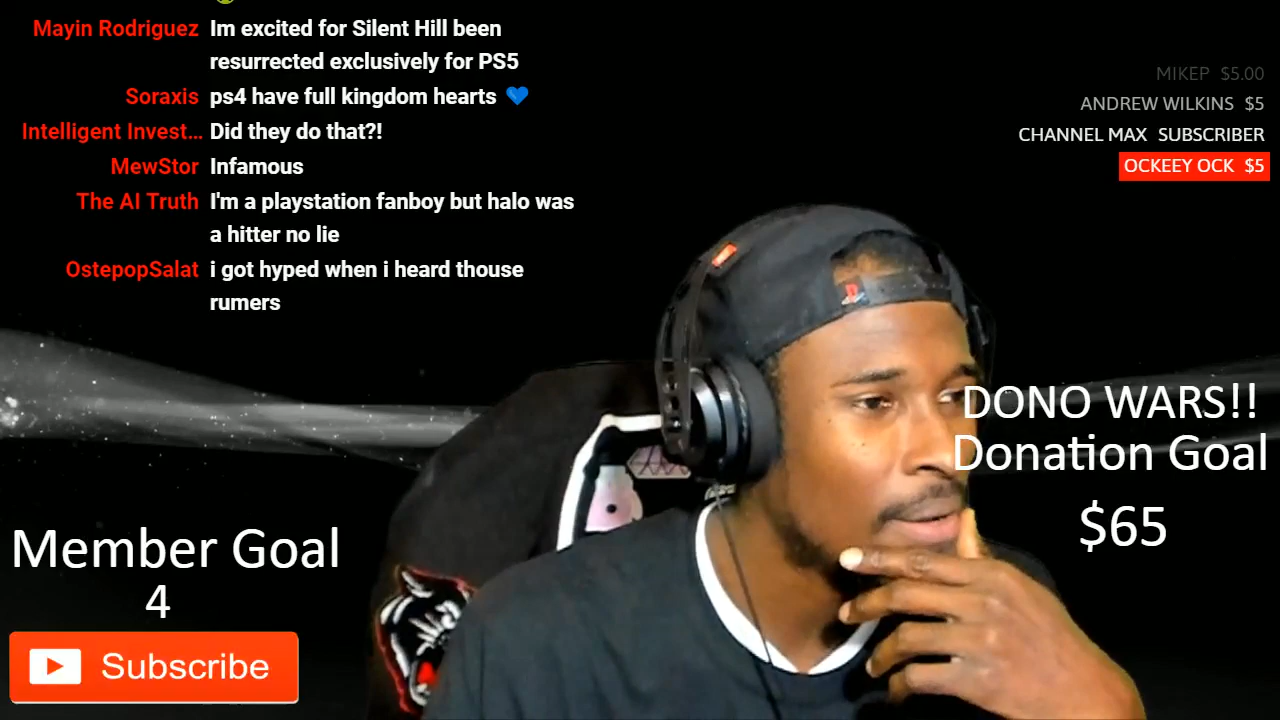 Mayin Rodriguez Im excited for Silent Hill been
resurrected exclusively for PS5
Soraxis ps4 have full kingdom hearts 💙
Intelligent Invest... Did they do that?!
MewStor Infamous
The AI Truth I'm a playstation fanboy but halo was
a hitter no lie
OstepopSalat i got hyped when i heard thouse
rumers
MIKEP $5.00
ANDREW WILKINS $5
CHANNEL MAX SUBSCRIBER
OCKEEY OCK $5
DONO WARS!!
Donation Goal
$65
Member Goal
4
Subscribe